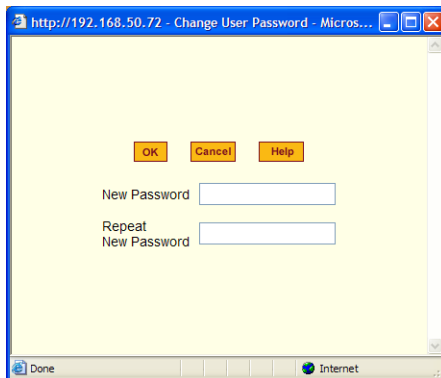 http://192.168.50.72 - Change User Password - Micros...
OK Cancel Help
New Password
Repeat
New Password
Done Internet